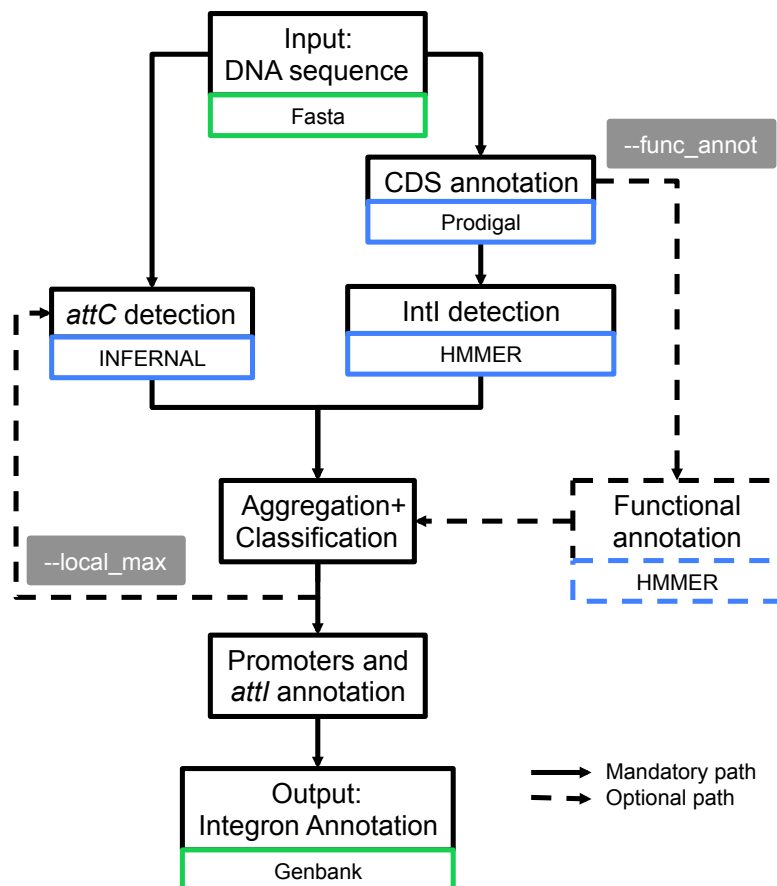 Input:
DNA sequence
Fasta
--func_annot
CDS annotation
Prodigal
attC detection
INFERNAL
IntI detection
HMMER
Aggregation+
Classification
Functional
annotation
HMMER
--local_max
Promoters and
attI annotation
Output:
Integron Annotation
Genbank
Mandatory path
Optional path